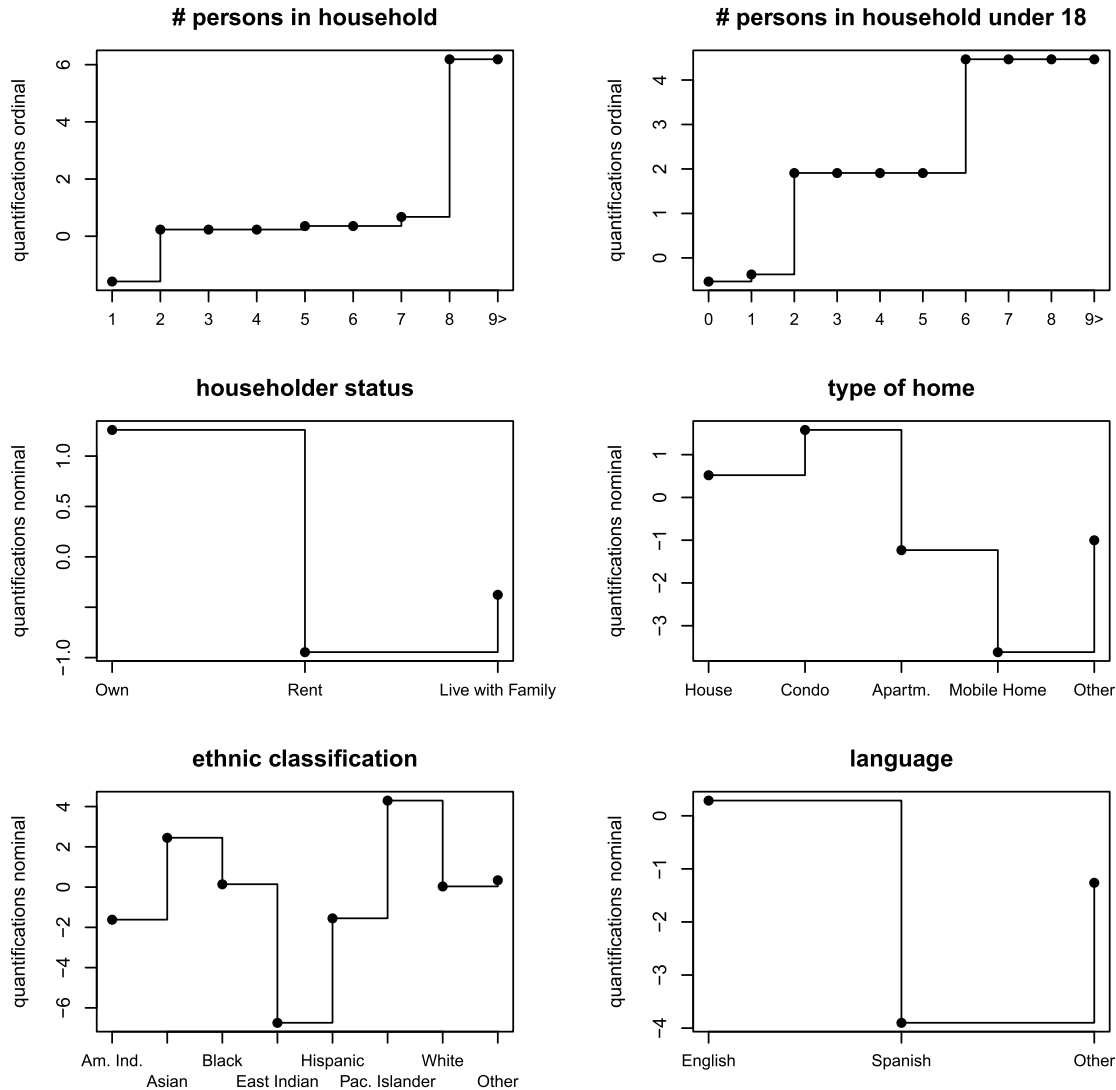 # persons in household
quantifications ordinal
6
4
2
0
1 2 3 4 5 6 7 8 9>
# persons in household under 18
quantifications ordinal
4
3
2
1
0
0 1 2 3 4 5 6 7 8 9>
householder status
quantifications nominal
1.0
0.5
0.0
−1.0
Own Rent Live with Family
type of home
quantifications nominal
1
0
−1
−2
−3
House Condo Apartm. Mobile Home Other
ethnic classification
quantifications nominal
4
2
0
−2
−4
−6
Am. Ind. Black Hispanic White
Asian East Indian Pac. Islander Other
language
quantifications nominal
0
−1
−2
−3
−4
English Spanish Other